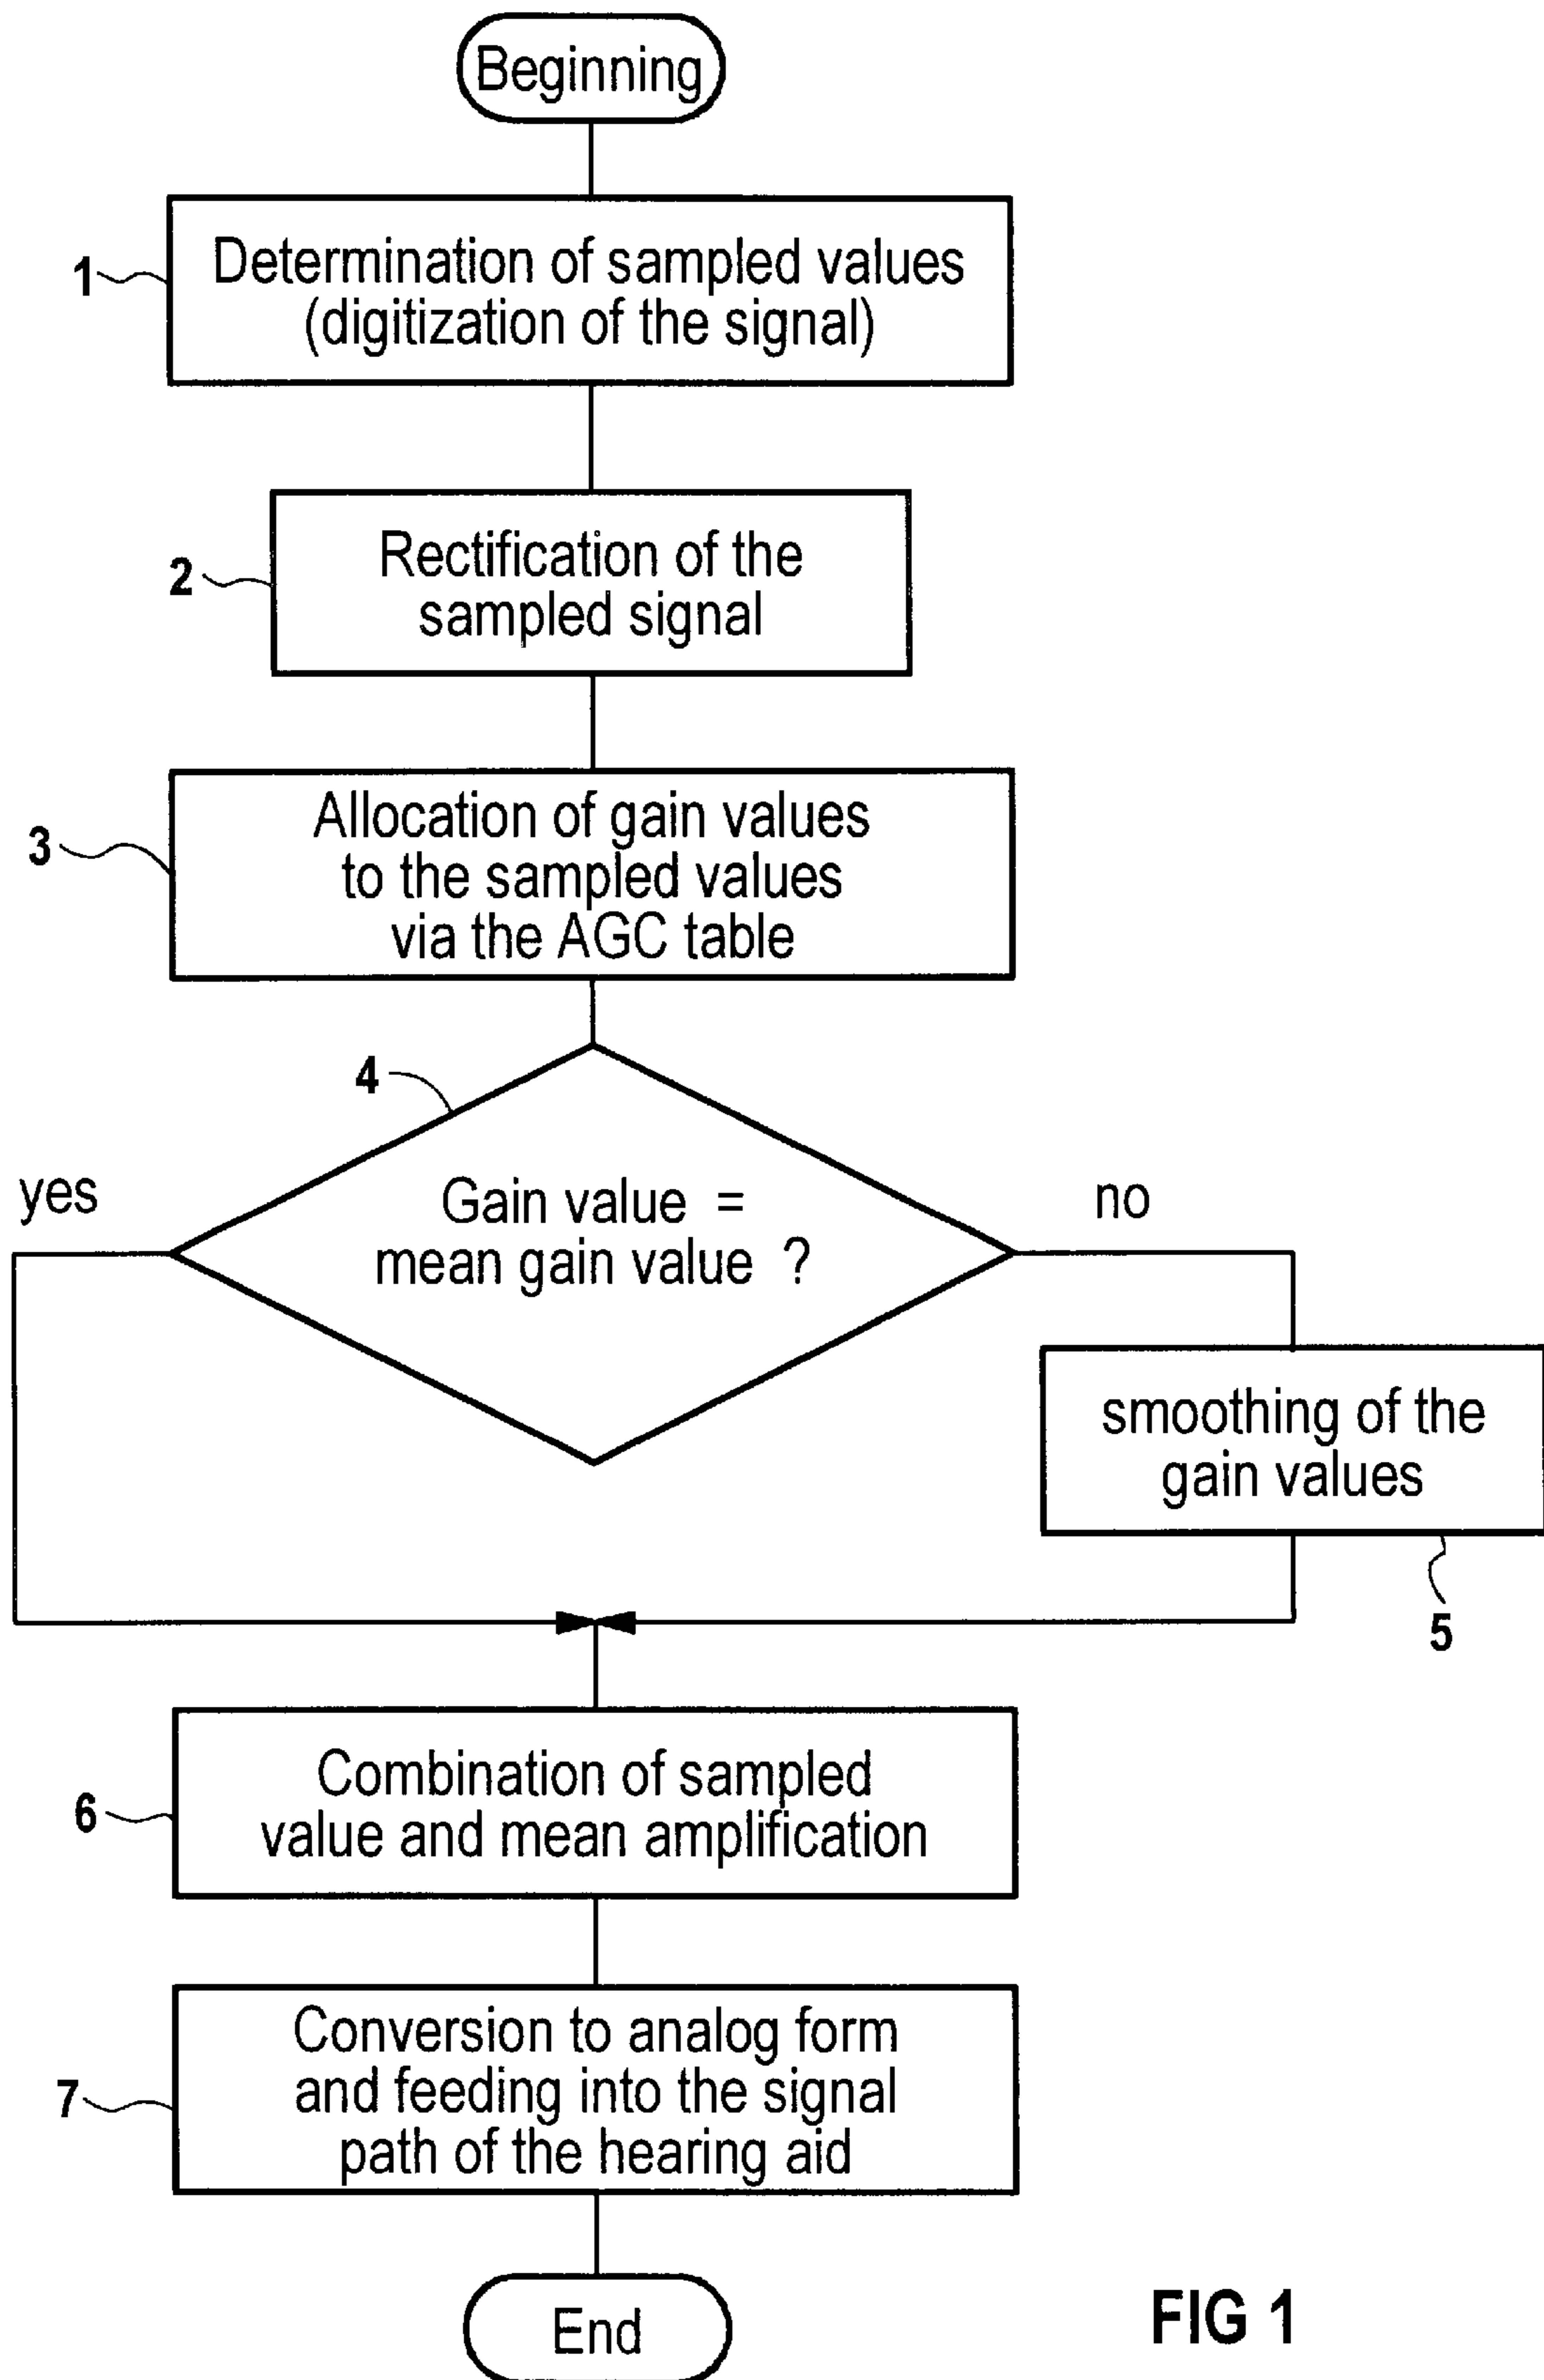 Beginning
1
Determination of sampled values
(digitization of the signal)
2
Rectification of the
sampled signal
3
Allocation of gain values
to the sampled values
via the AGC table
4
yes
Gain value =
mean gain value ?
no
smoothing of the
gain values
5
6
Combination of sampled
value and mean amplification
7
Conversion to analog form
and feeding into the signal
path of the hearing aid
End
FIG 1